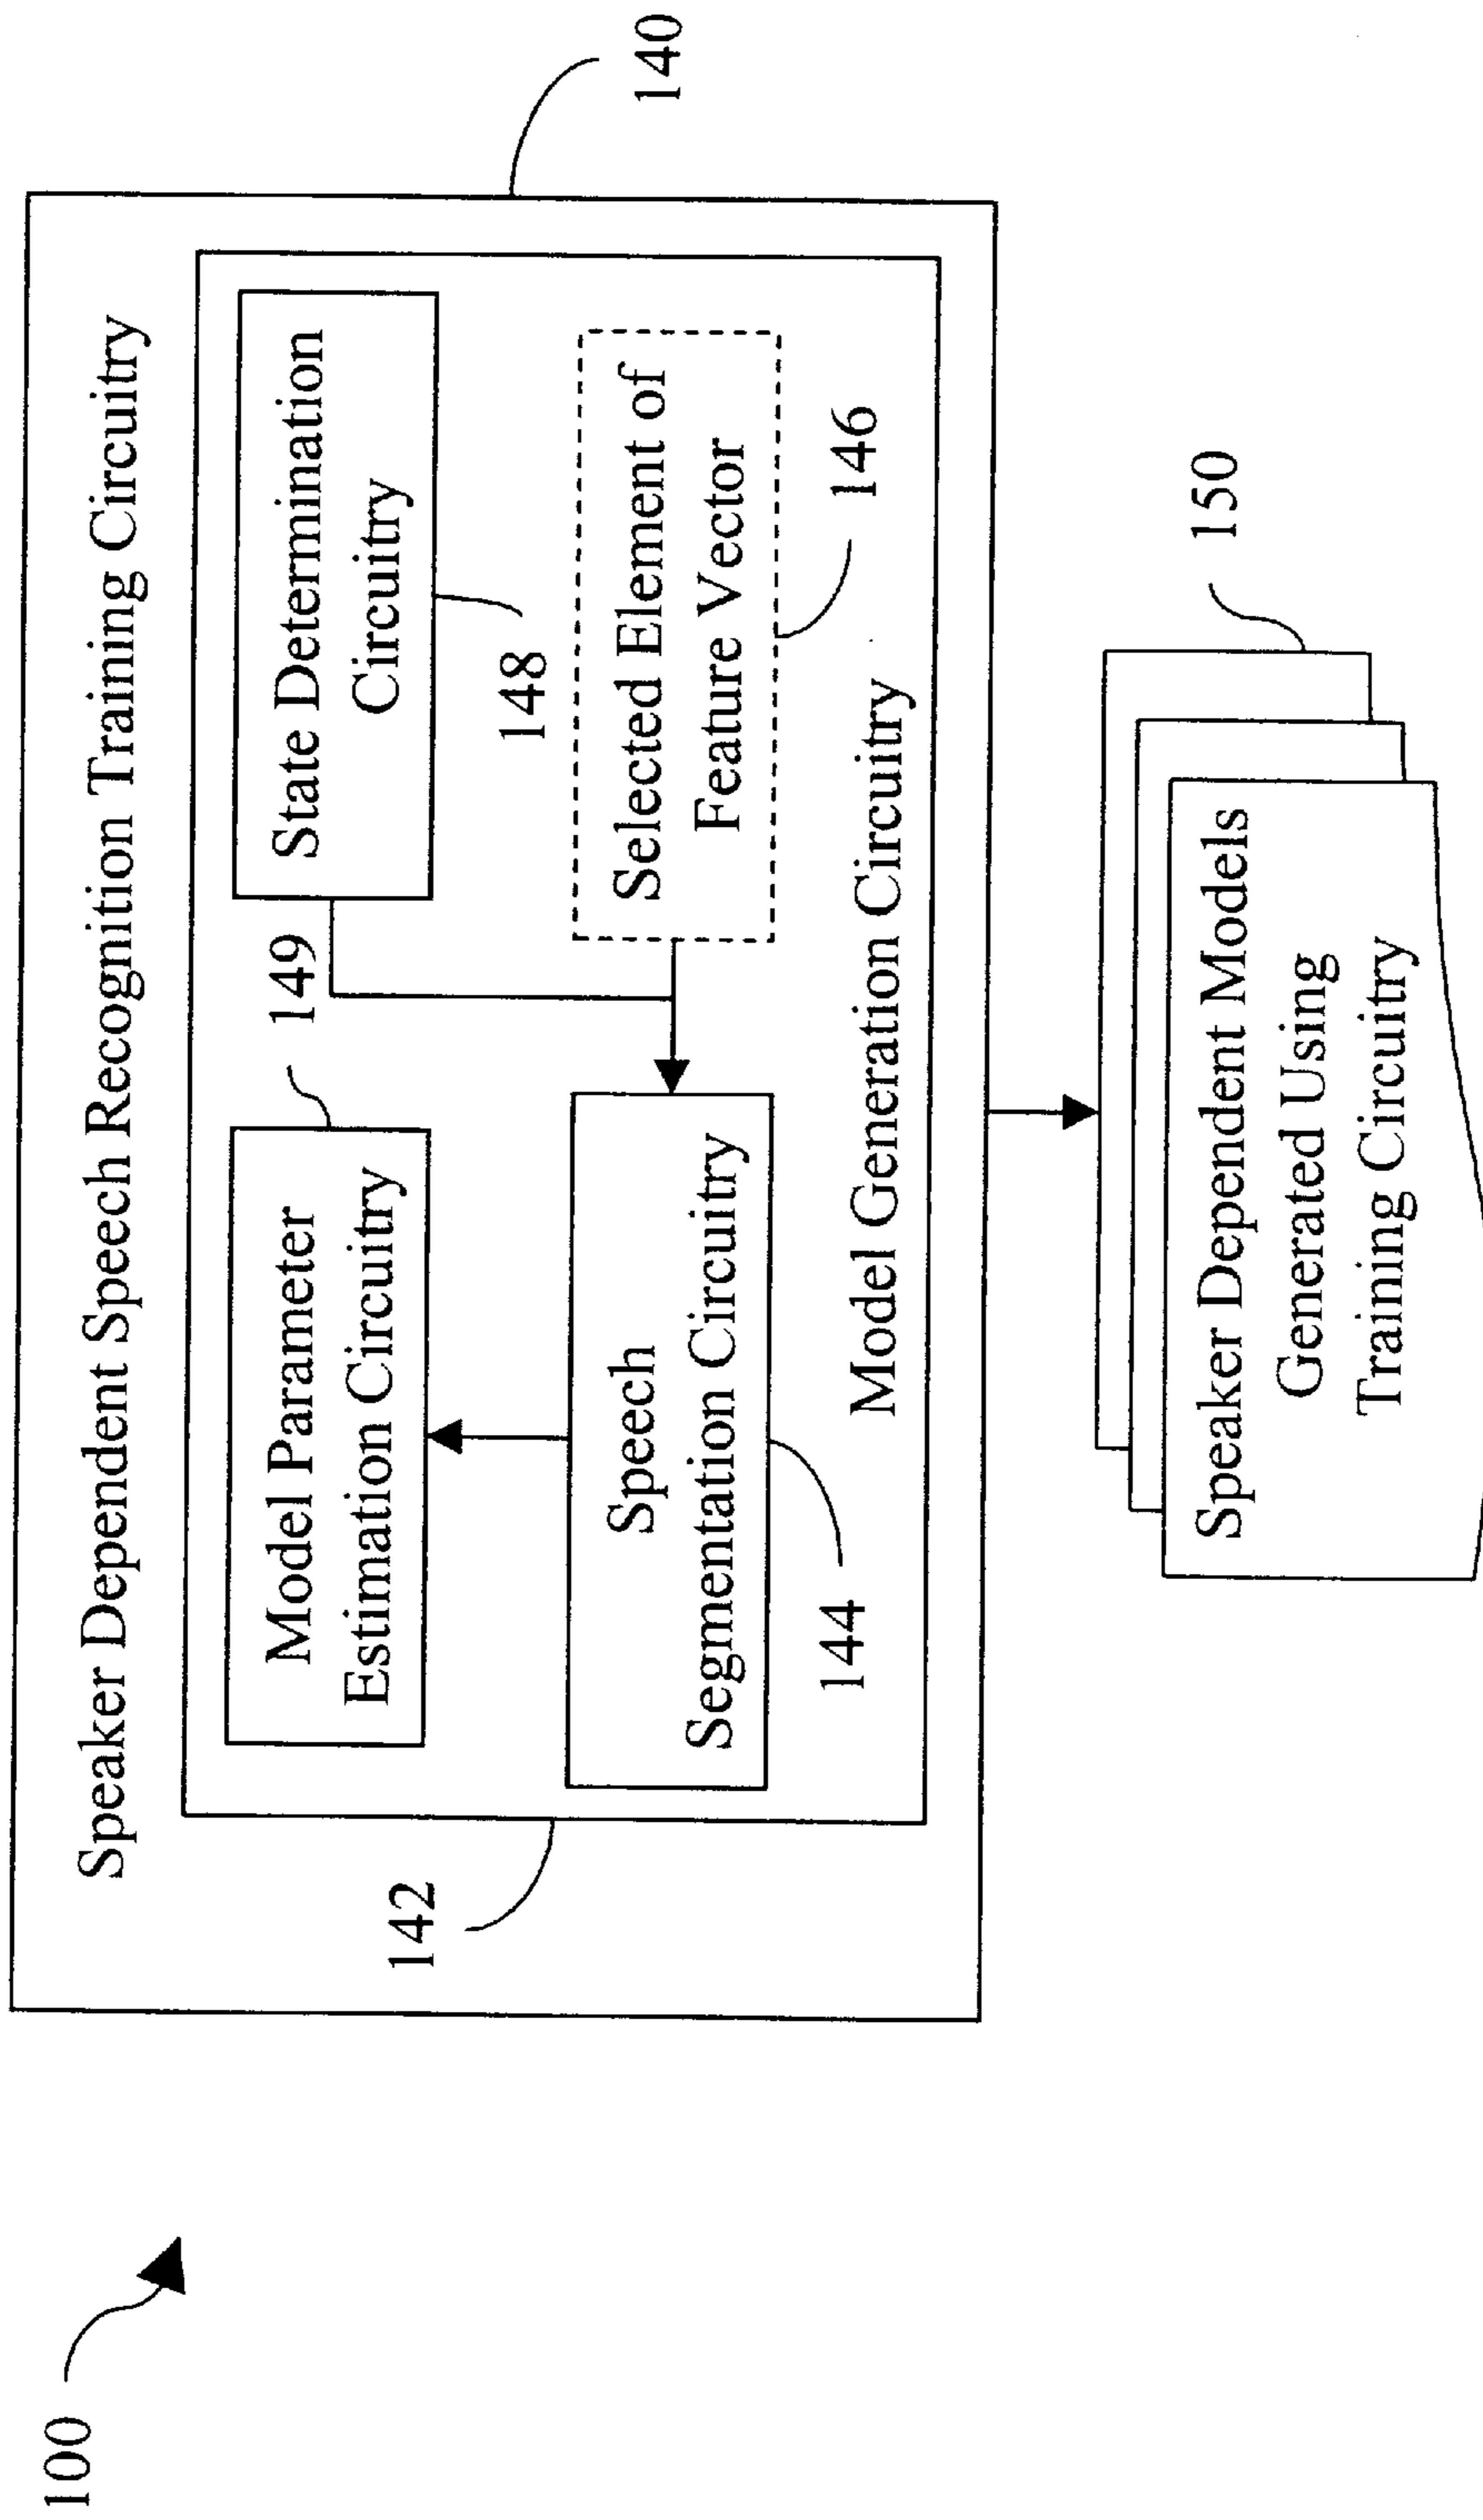 100
Speaker Dependent Speech Recognition Training Circuitry
140
142
Model Parameter
Estimation Circuitry
149
State Determination
Circuitry
148
Speech
Segmentation Circuitry
144
Selected Element of
Feature Vector
146
Model Generation Circuitry
150
Speaker Dependent Models
Generated Using
Training Circuitry